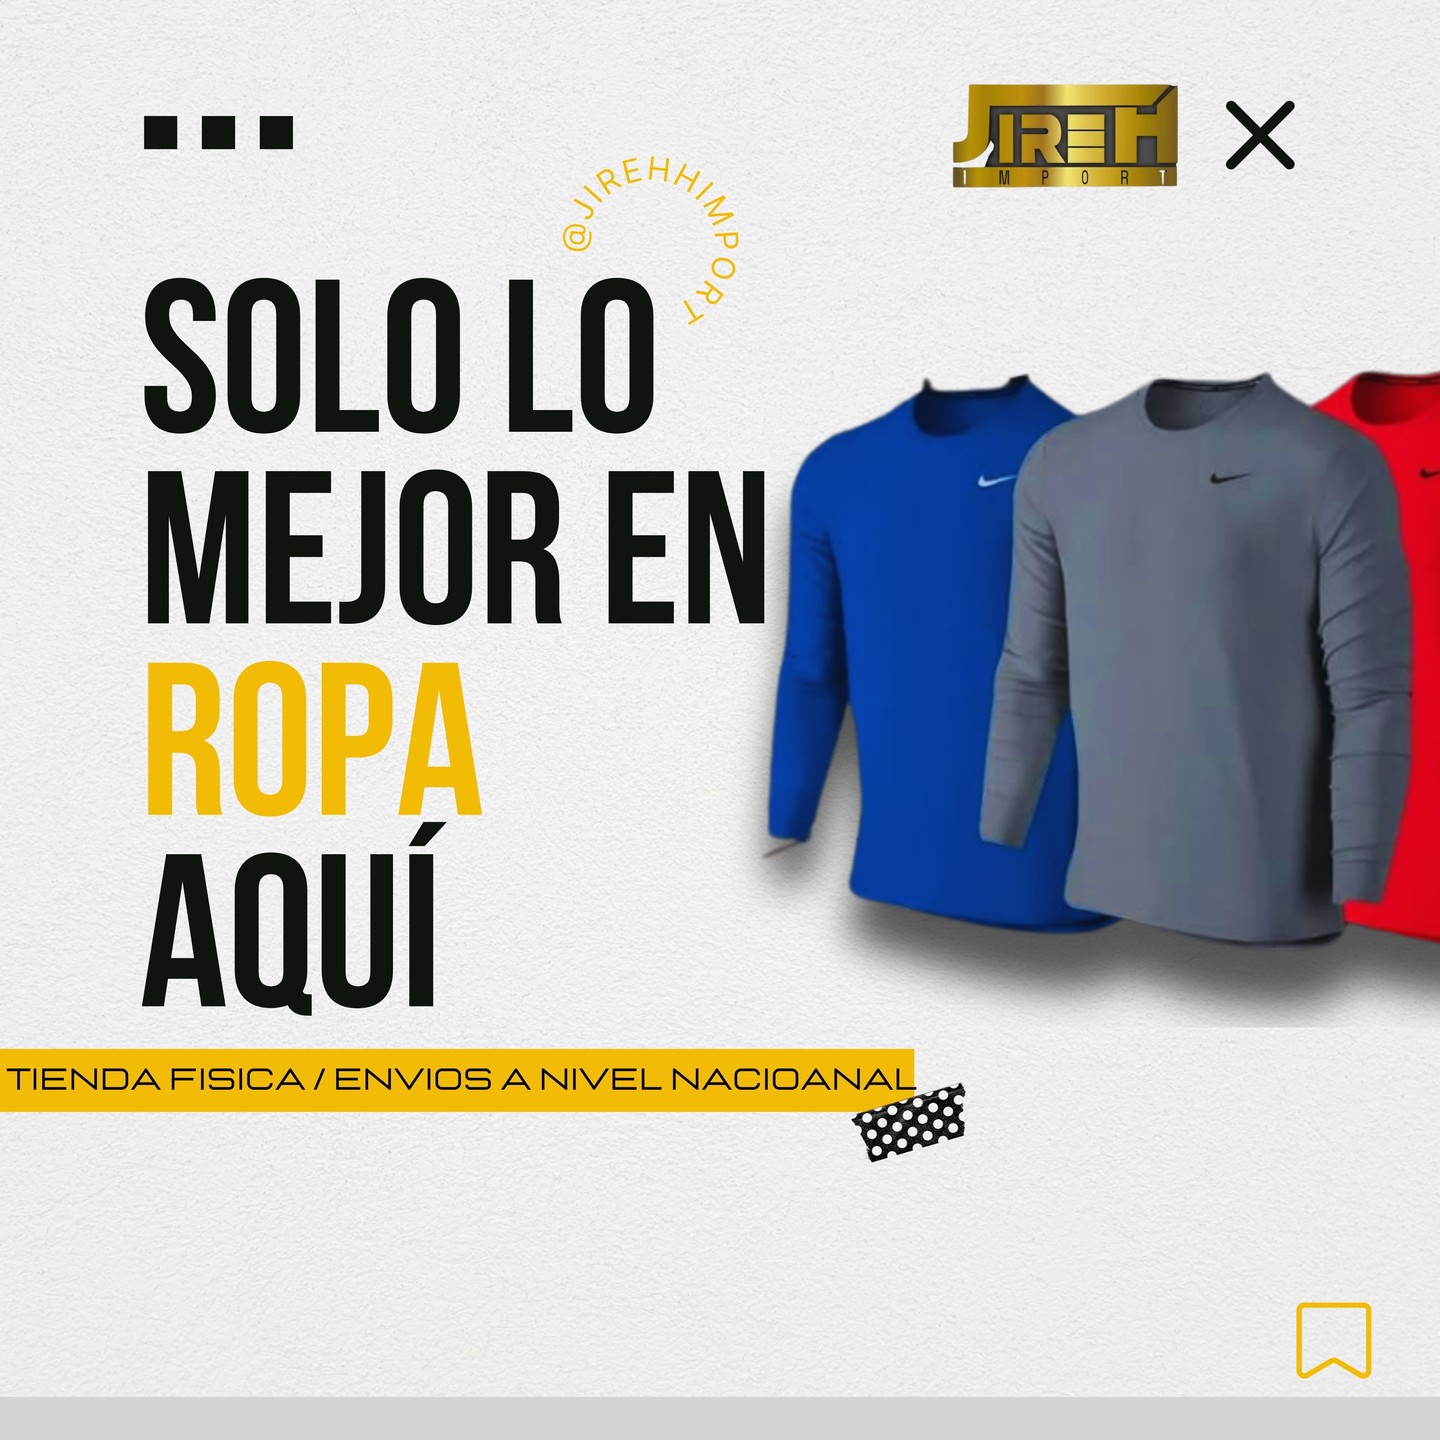 JIREH
IMPORT
@JIREHHIMPORT
SOLO LO
MEJOR EN
ROPA
AQUÍ
TIENDA FISICA / ENVIOS A NIVEL NACIOANAL